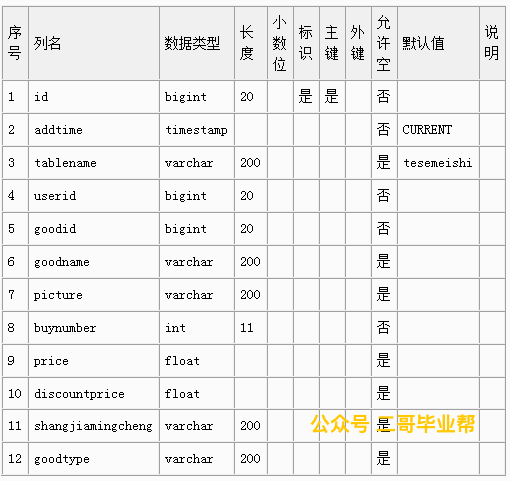 序号 列名 数据类型 长度 小数位 标识 主键 外键 允许空 默认值 说明
1 id bigint 20 是 是 否
2 addtime timestamp 否 CURRENT
3 tablename varchar 200 是 tesemeishi
4 userid bigint 20 否
5 goodid bigint 20 否
6 goodname varchar 200 是
7 picture varchar 200 是
8 buynumber int 11 否
9 price float 是
10 discountprice float 是
11 shangjiamingcheng varchar 200 是
公众号 二哥毕业帮
12 goodtype varchar 200 是